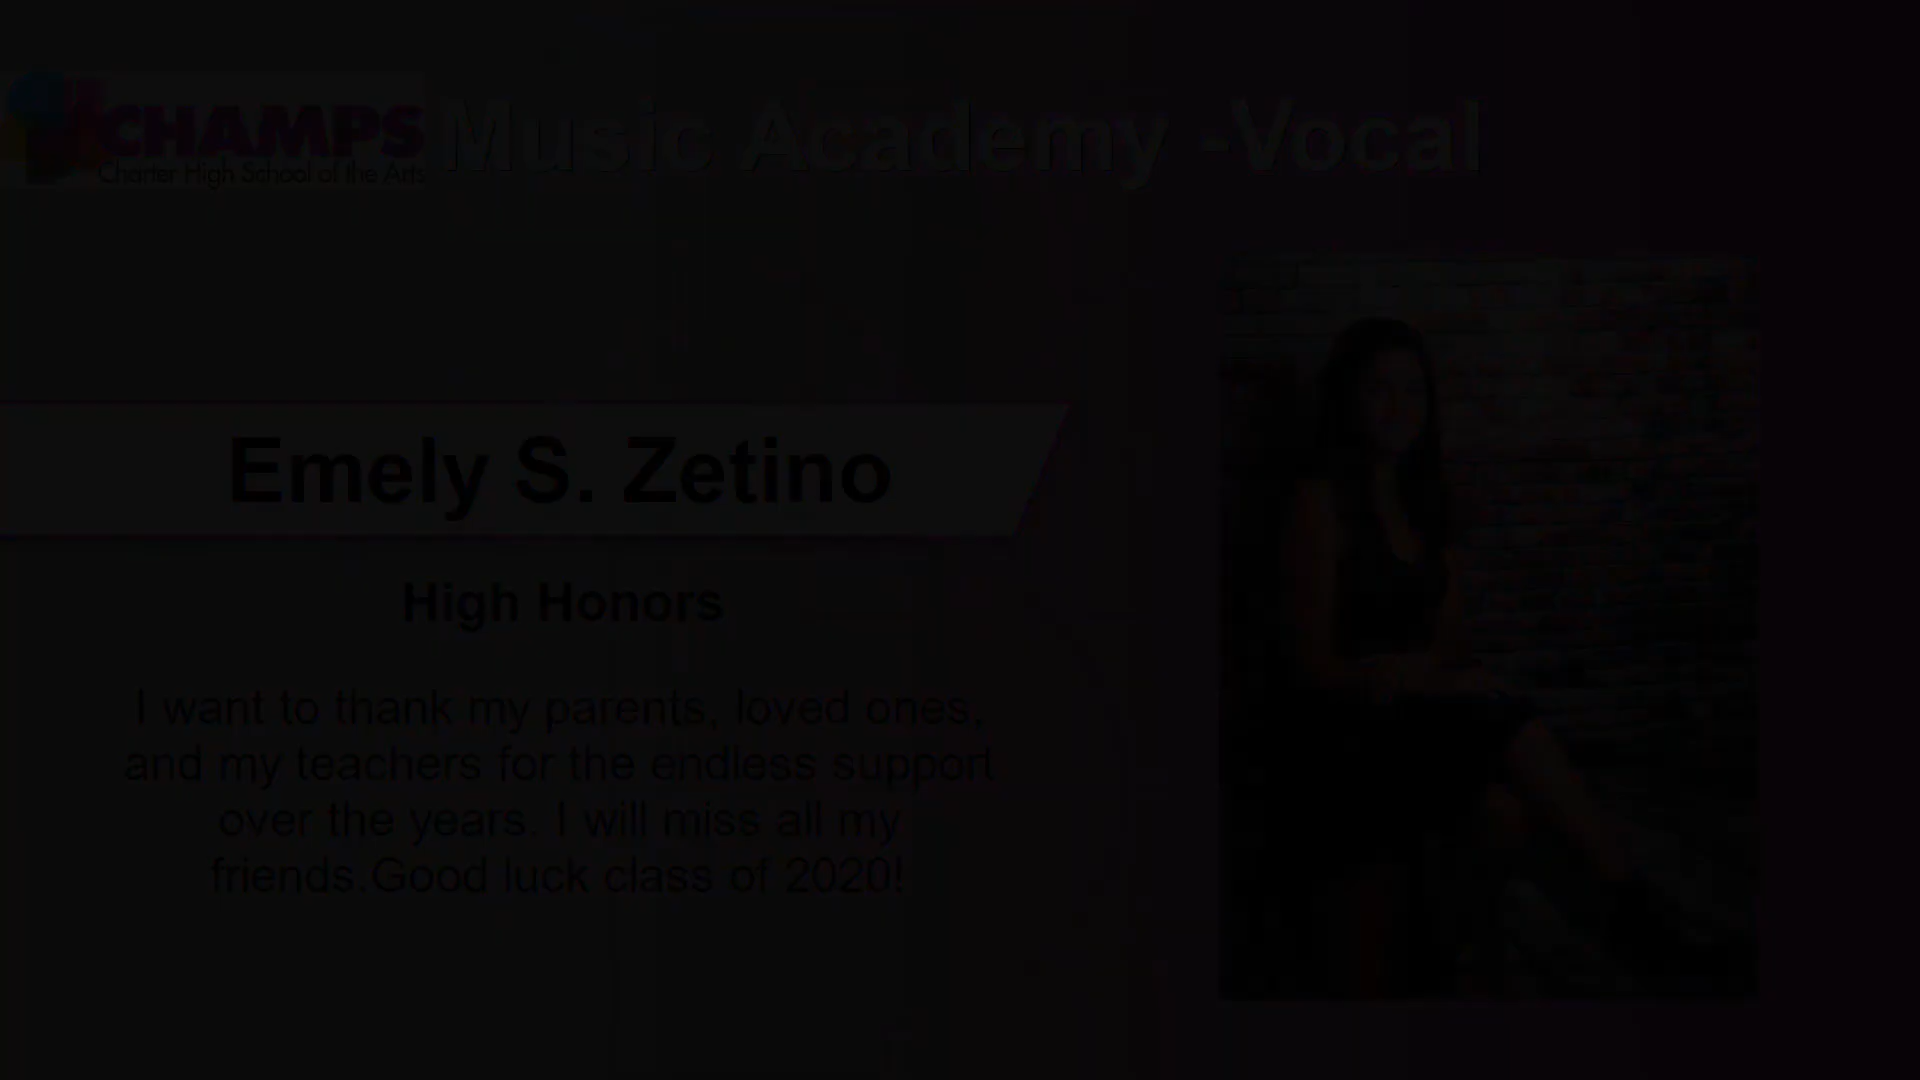 CHAMPS
Charter High School of the Arts
Music Academy -Vocal
Emely S. Zetino
High Honors
I want to thank my parents, loved ones,
and my teachers for the endless support
over the years. I will miss all my
friends.Good luck class of 2020!